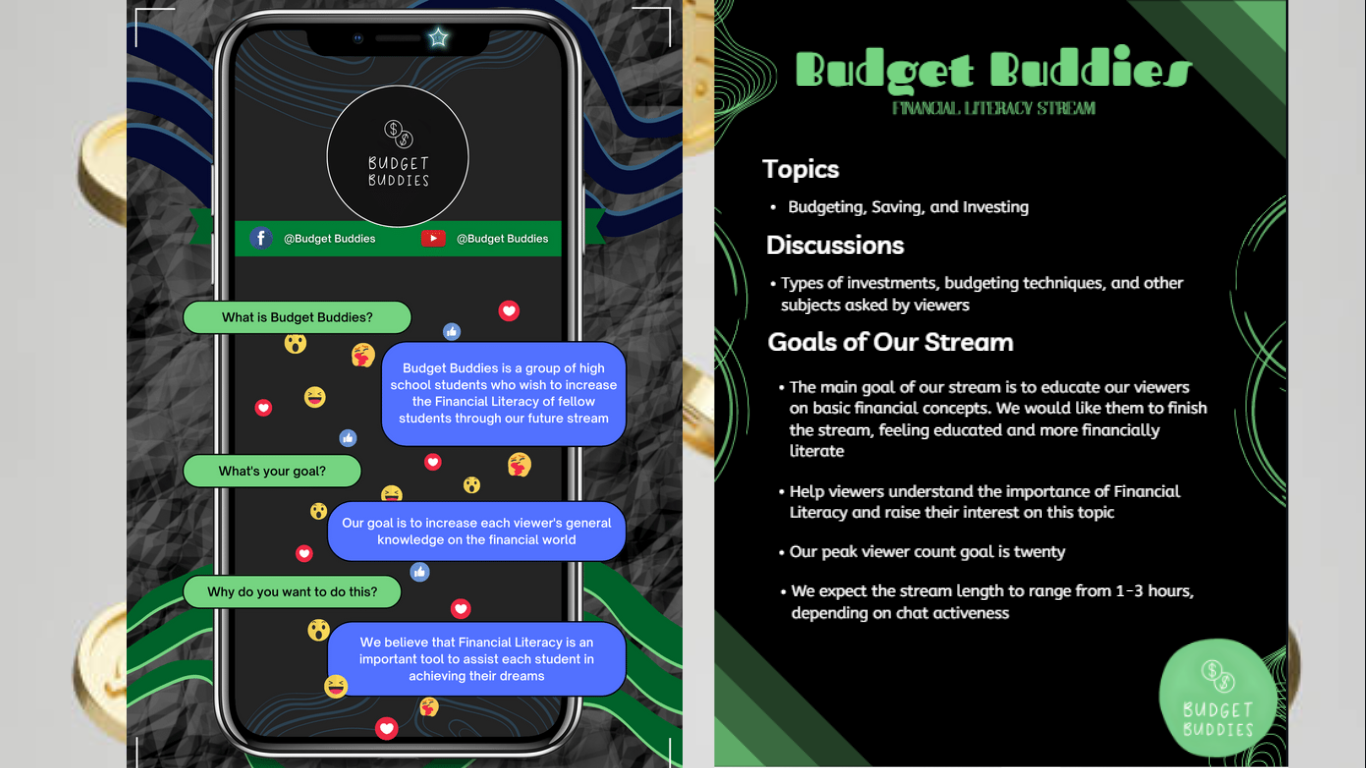 $
$
BUDGET
BUDDIES
@Budget Buddies
@Budget Buddies
What is Budget Buddies?
Budget Buddies is a group of high
school students who wish to increase
the Financial Literacy of fellow
students through our future stream
What's your goal?
Our goal is to increase each viewer's general
knowledge on the financial world
Why do you want to do this?
We believe that Financial Literacy is an
important tool to assist each student in
achieving their dreams
Budget Buddies
FINANCIAL LITERACY STREAM
Topics
• Budgeting, Saving, and Investing
Discussions
• Types of investments, budgeting techniques, and other
subjects asked by viewers
Goals of Our Stream
• The main goal of our stream is to educate our viewers
on basic financial concepts. We would like them to finish
the stream, feeling educated and more financially
literate
• Help viewers understand the importance of Financial
Literacy and raise their interest on this topic
• Our peak viewer count goal is twenty
• We expect the stream length to range from 1-3 hours,
depending on chat activeness
$
$
BUDGET
BUDDIES